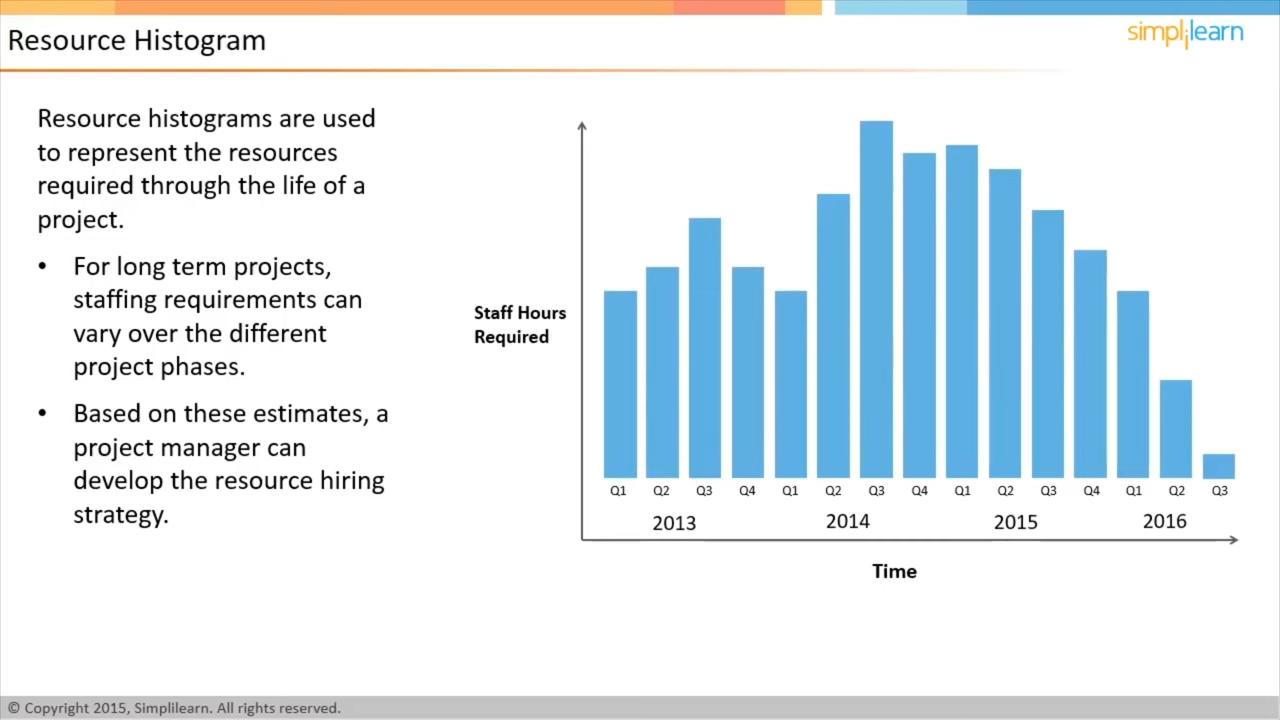 Resource Histogram
simplilearn
Resource histograms are used
to represent the resources
required through the life of a
project.
• For long term projects,
staffing requirements can
vary over the different
project phases.
• Based on these estimates, a
project manager can
develop the resource hiring
strategy.
Staff Hours
Required
Q1 Q2 Q3 Q4 Q1 Q2 Q3 Q4 Q1 Q2 Q3 Q4 Q1 Q2 Q3
2013 2014 2015 2016
Time
© Copyright 2015, Simplilearn. All rights reserved.